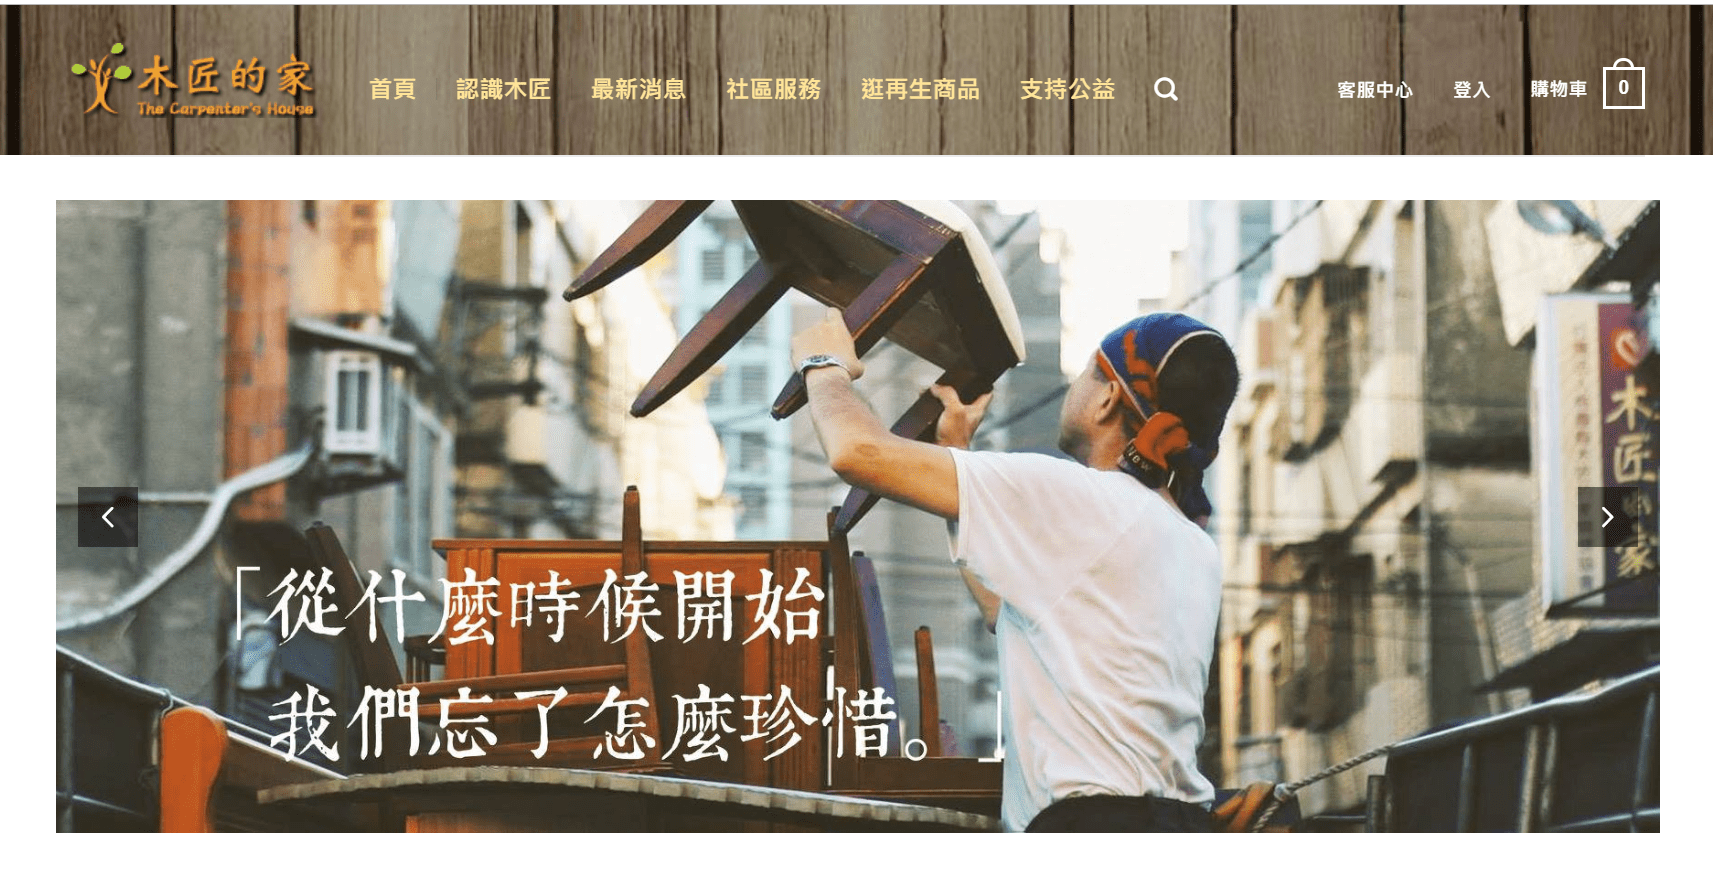 木匠的家
The Carpenter's House
首頁 認識木匠 最新消息 社區服務 逛再生商品 支持公益
客服中心 登入 購物車 0
New
木匠的家
「從什麼時候開始
我們忘了怎麼珍惜。」